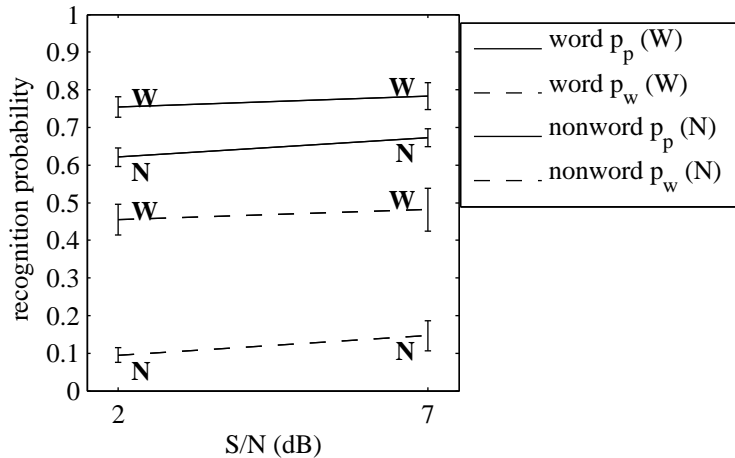 1
0.9
0.8
0.7
0.6
0.5
0.4
0.3
0.2
0.1
0
recognition probability
W W
N N
W W
N N
2 7
S/N (dB)
word p_p (W)
word p_w (W)
nonword p_p (N)
nonword p_w (N)